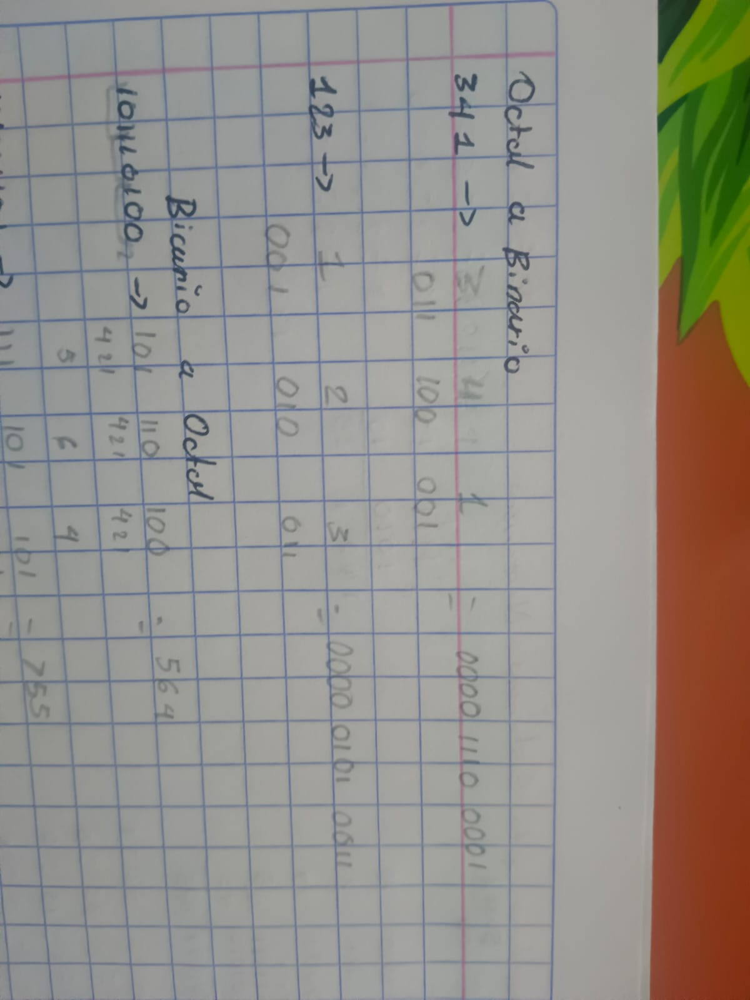 Octal a Binario
341 -> 3 4 1 = 0000 1110 0001
011 100 001
123 -> 1 2 3 = 0000 0101 0011
001 010 011
Binario a Octal
101110100₂ -> 101 110 100 = 564
421 421 421
5 6 4
-> 111 101 101 = 755